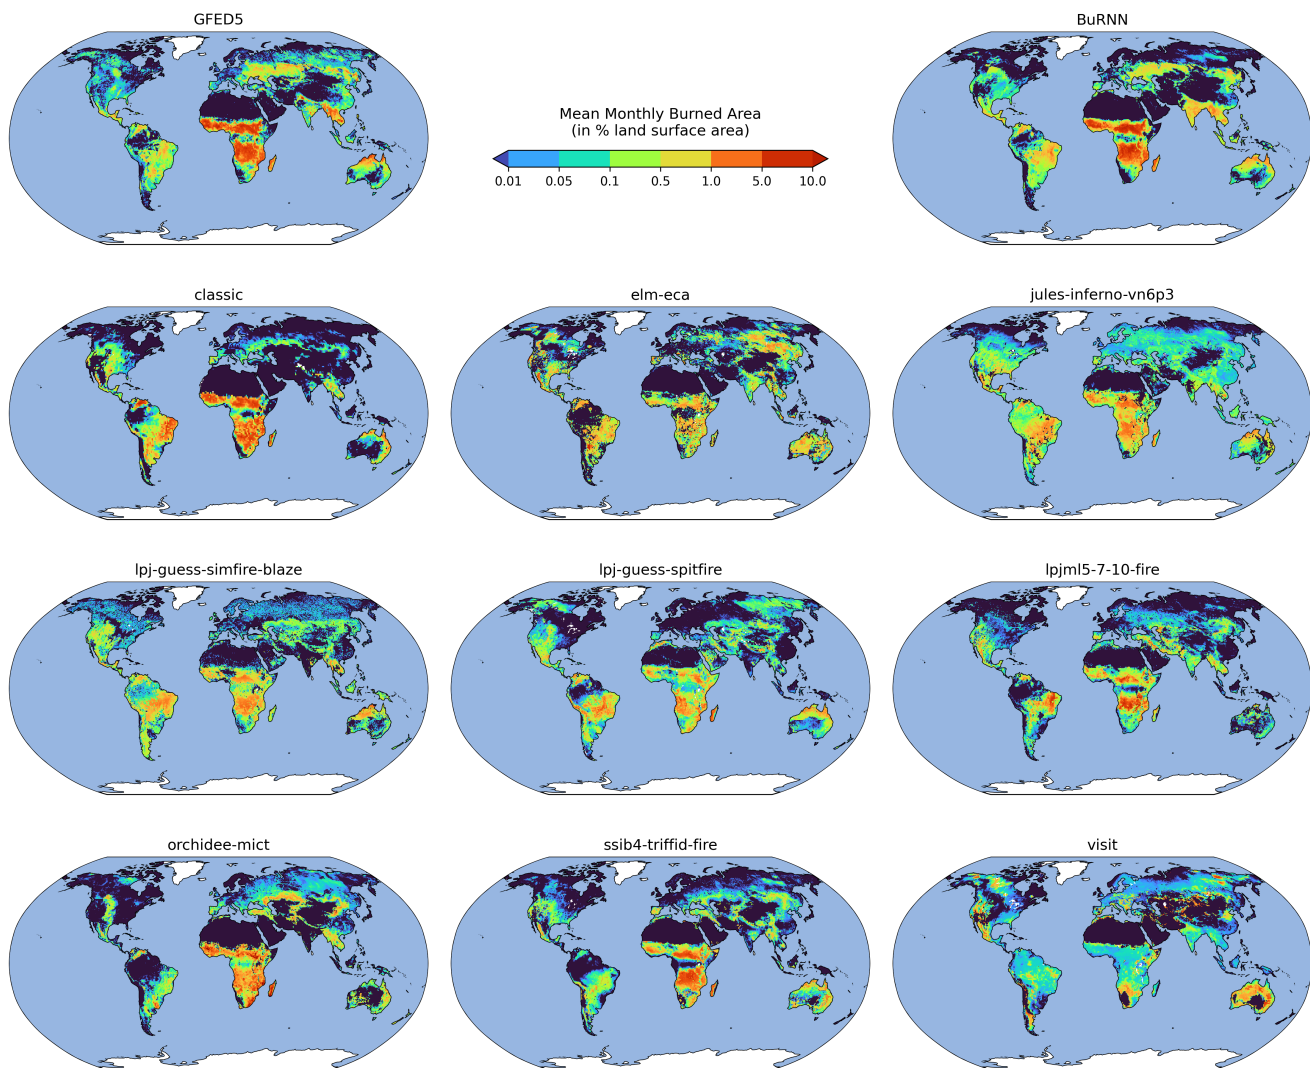 GFED5
BuRNN
Mean Monthly Burned Area
(in % land surface area)
0.01 0.05 0.1 0.5 1.0 5.0 10.0
classic
elm-eca
jules-inferno-vn6p3
lpj-guess-simfire-blaze
lpj-guess-spitfire
lpjml5-7-10-fire
orchidee-mict
ssib4-triffid-fire
visit